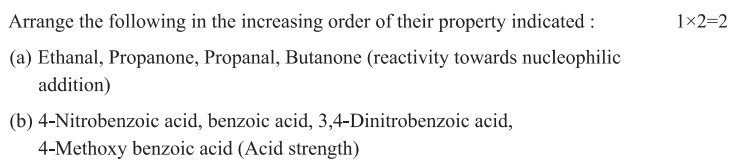 Arrange the following in the increasing order of their property indicated : 1×2=2
(a) Ethanal, Propanone, Propanal, Butanone (reactivity towards nucleophilic
addition)
(b) 4-Nitrobenzoic acid, benzoic acid, 3,4-Dinitrobenzoic acid,
4-Methoxy benzoic acid (Acid strength)